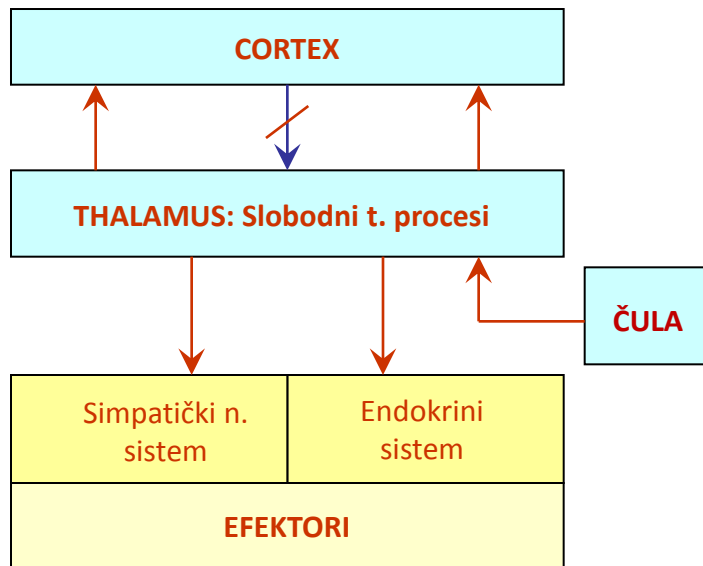 CORTEX
THALAMUS: Slobodni t. procesi
ČULA
Simpatički n.
sistem
Endokrini
sistem
EFEKTORI